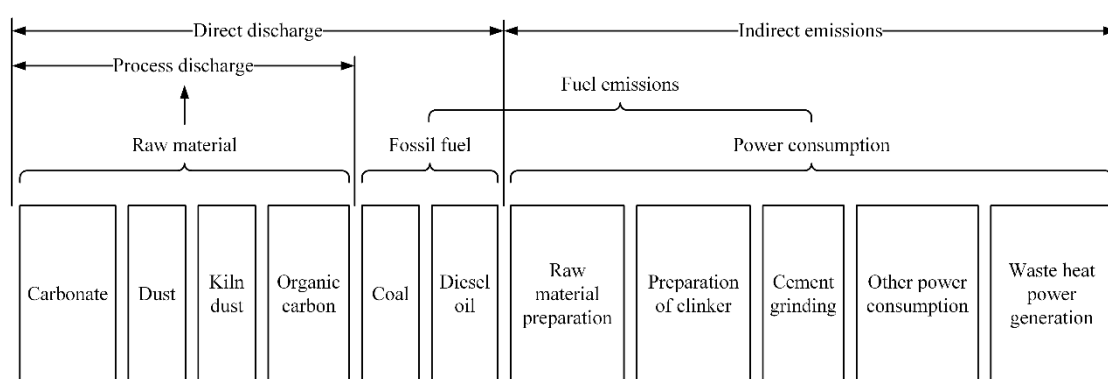 Direct discharge
Indirect emissions
Process discharge
Fuel emissions
Raw material
Fossil fuel
Power consumption
Carbonate
Dust
Kiln
dust
Organic
carbon
Coal
Diesel
oil
Raw
material
preparation
Preparation
of clinker
Cement
grinding
Other power
consumption
Waste heat
power
generation